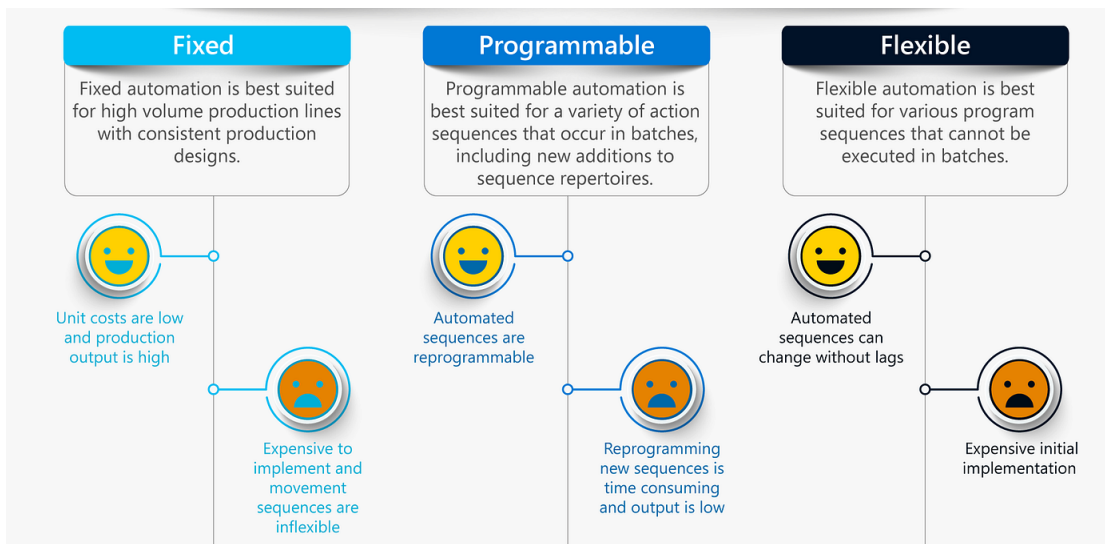 Fixed
Fixed automation is best suited
for high volume production lines
with consistent production
designs.
Unit costs are low
and production
output is high
Expensive to
implement and
movement
sequences are
inflexible
Programmable
Programmable automation is
best suited for a variety of action
sequences that occur in batches,
including new additions to
sequence repertoires.
Automated
sequences are
reprogrammable
Reprogramming
new sequences is
time consuming
and output is low
Flexible
Flexible automation is best
suited for various program
sequences that cannot be
executed in batches.
Automated
sequences can
change without lags
Expensive initial
implementation